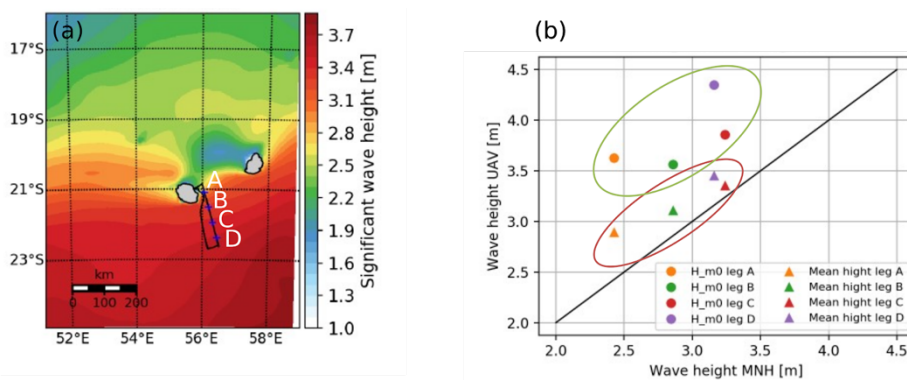 (a)
17°S
19°S
21°S
23°S
A
B
C
D
km
0 100 200
52°E 54°E 56°E 58°E
3.7
3.4
3.1
2.8
2.5
2.2
1.9
1.6
1.3
1.0
Significant wave height [m]
(b)
4.5
4.0
3.5
3.0
2.5
2.0
Wave height UAV [m]
H_m0 leg A
H_m0 leg B
H_m0 leg C
H_m0 leg D
Mean hight leg A
Mean hight leg B
Mean hight leg C
Mean hight leg D
2.0 2.5 3.0 3.5 4.0 4.5
Wave height MNH [m]